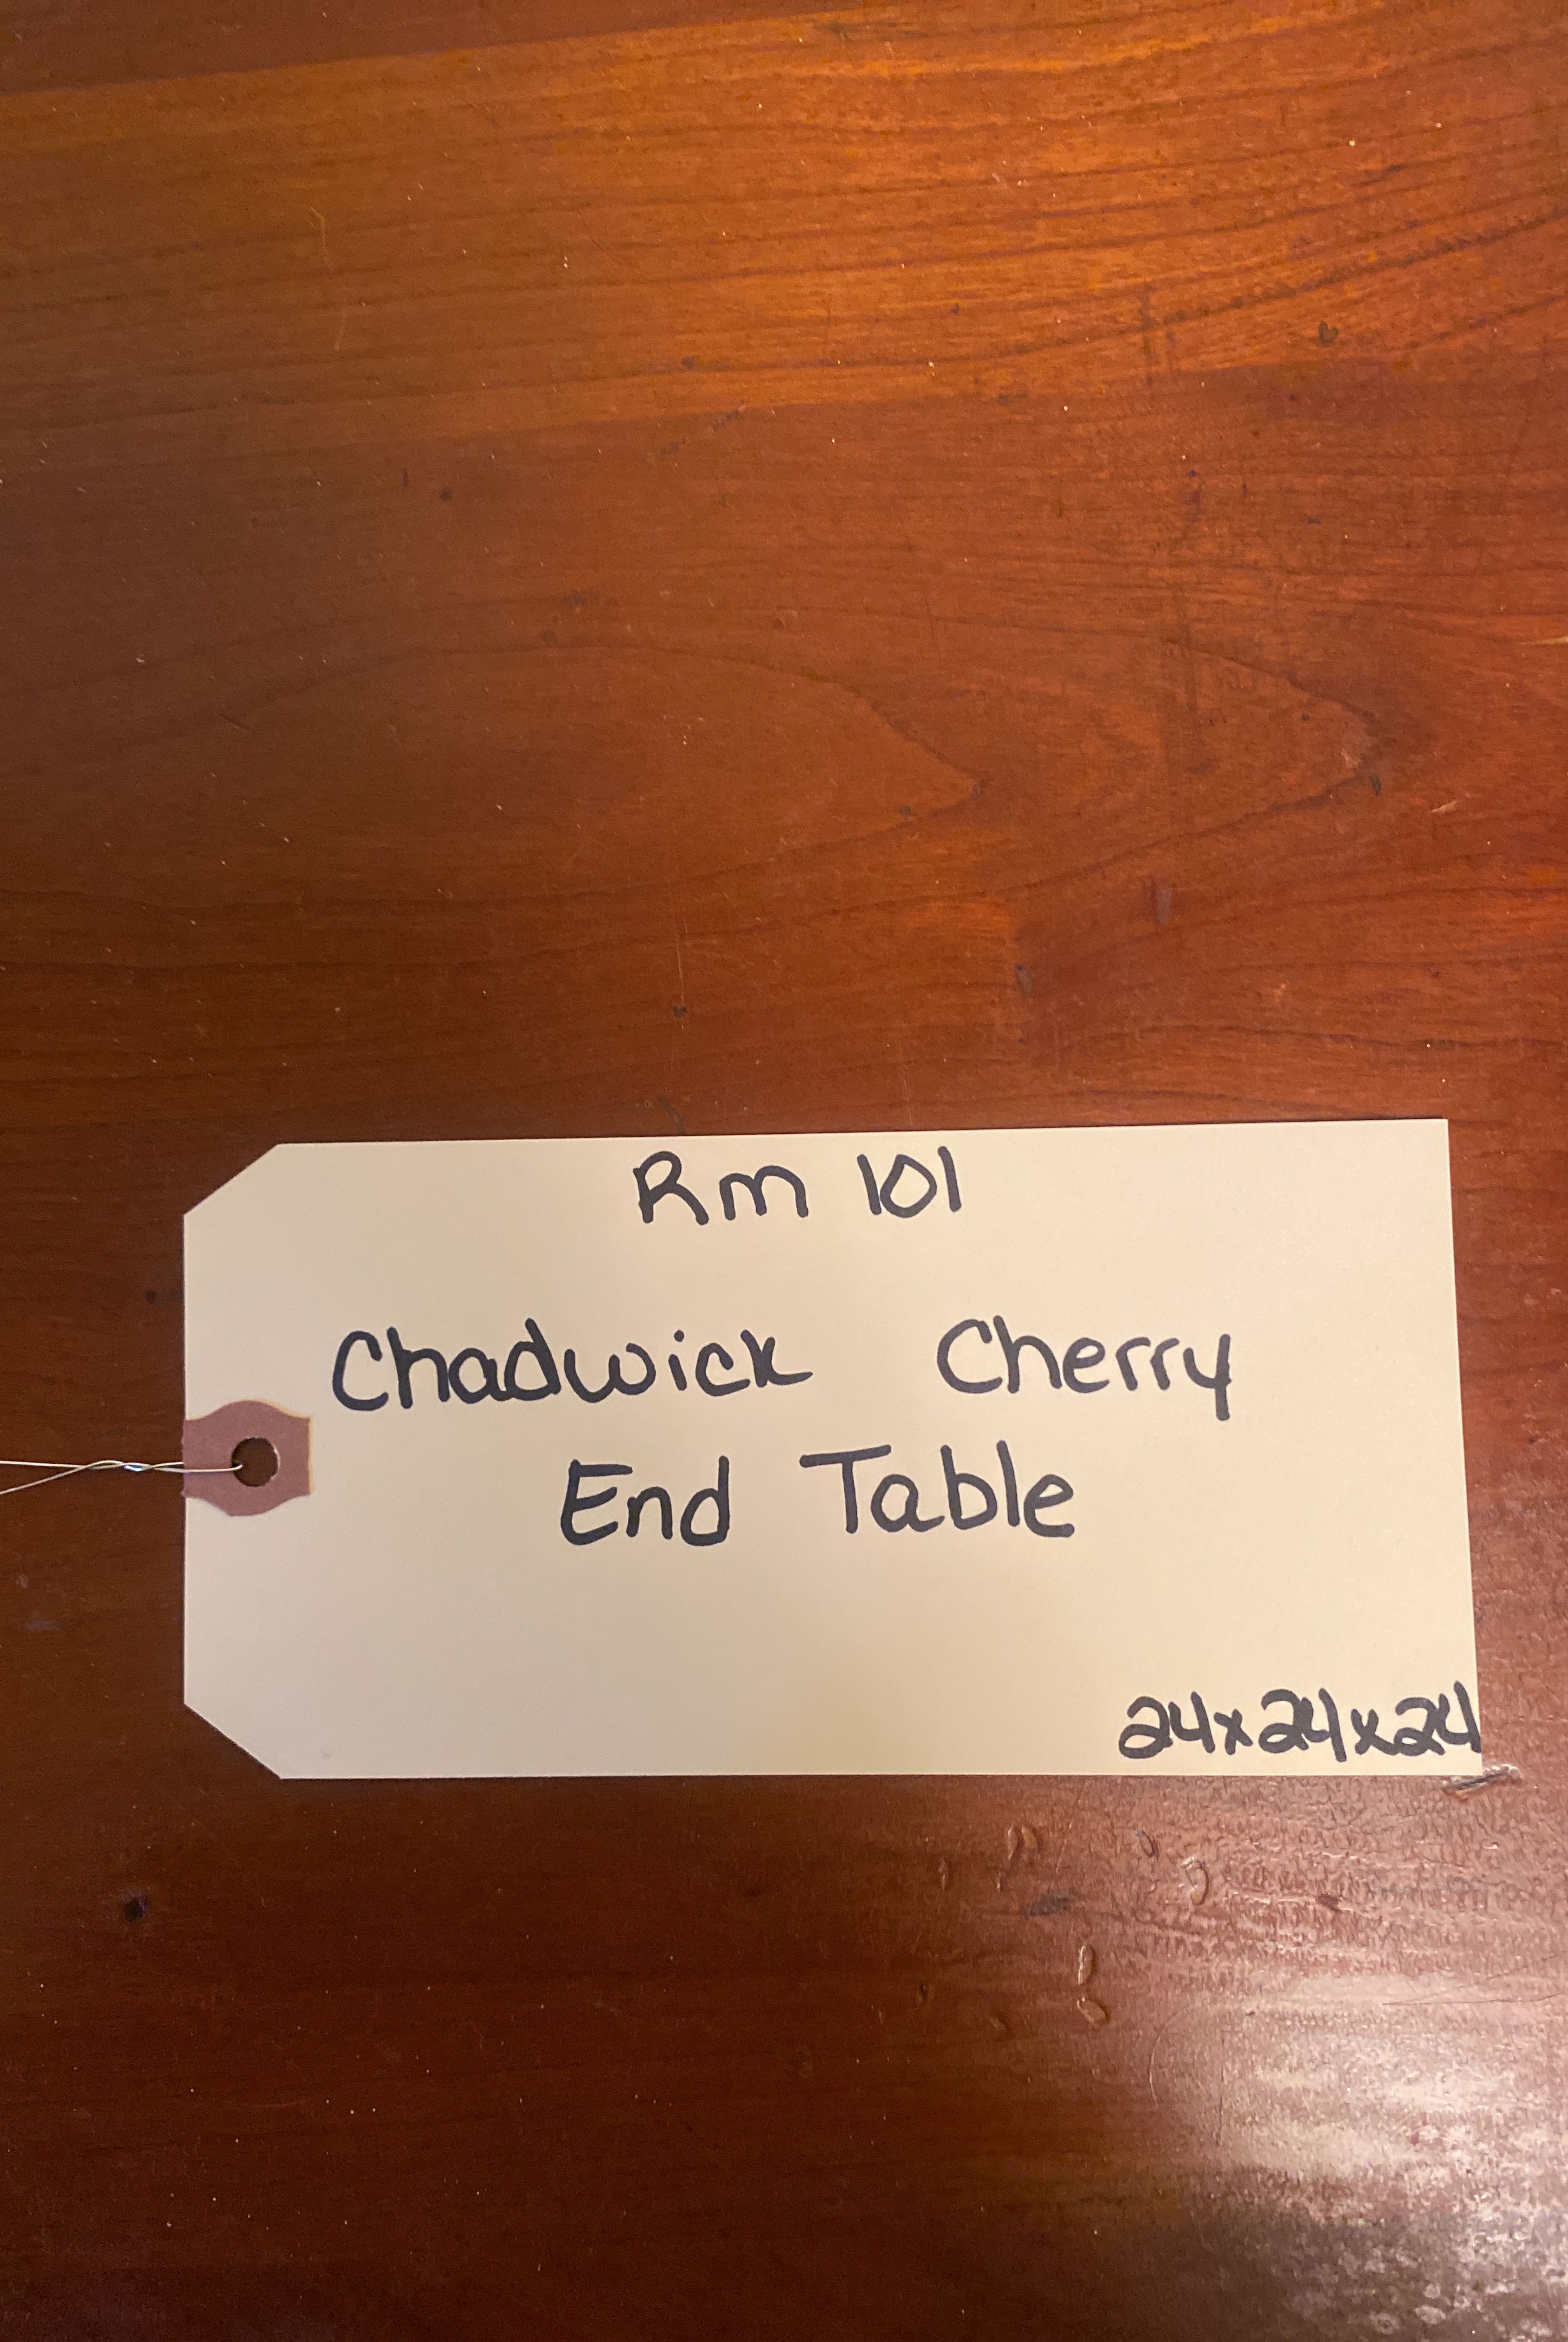 Rm 101
Chadwick Cherry
End Table
24x24x24